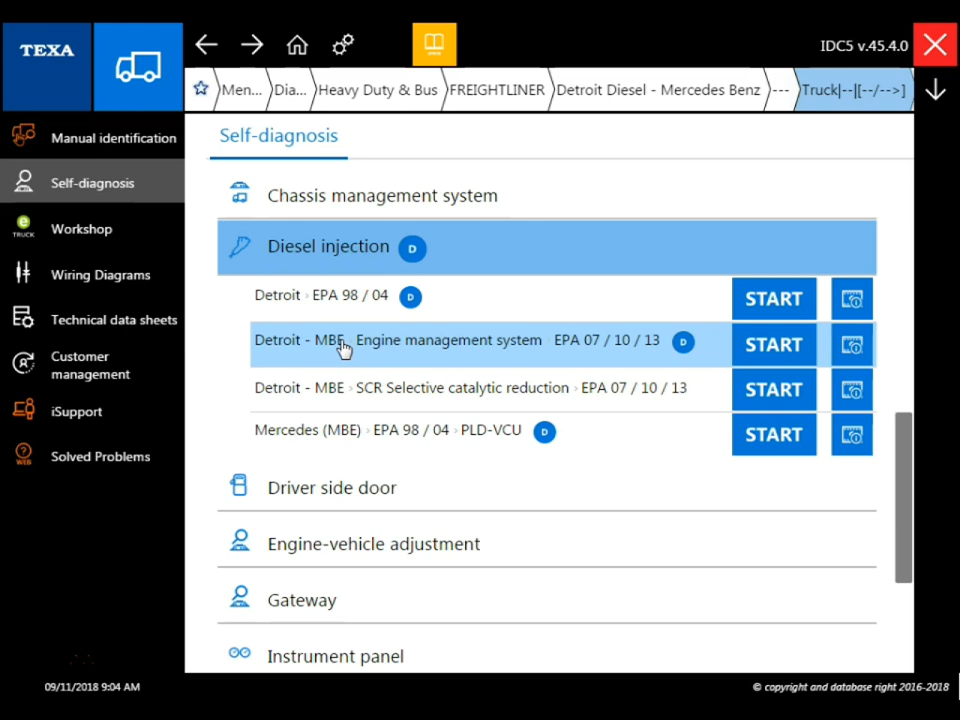 TEXA
IDC5 v.45.4.0
Men...
Dia...
Heavy Duty & Bus
FREIGHTLINER
Detroit Diesel - Mercedes Benz
---
Truck|--|[--/-->]
Manual identification
Self-diagnosis
e
TRUCK
Workshop
Wiring Diagrams
Technical data sheets
Customer
management
iSupport
WEB
Solved Problems
Self-diagnosis
Chassis management system
Diesel injection D
Detroit › EPA 98 / 04 D START
Detroit - MBE › Engine management system › EPA 07 / 10 / 13 D START
Detroit - MBE › SCR Selective catalytic reduction › EPA 07 / 10 / 13 START
Mercedes (MBE) › EPA 98 / 04 › PLD-VCU D START
Driver side door
Engine-vehicle adjustment
Gateway
Instrument panel
09/11/2018 9:04 AM
© copyright and database right 2016-2018